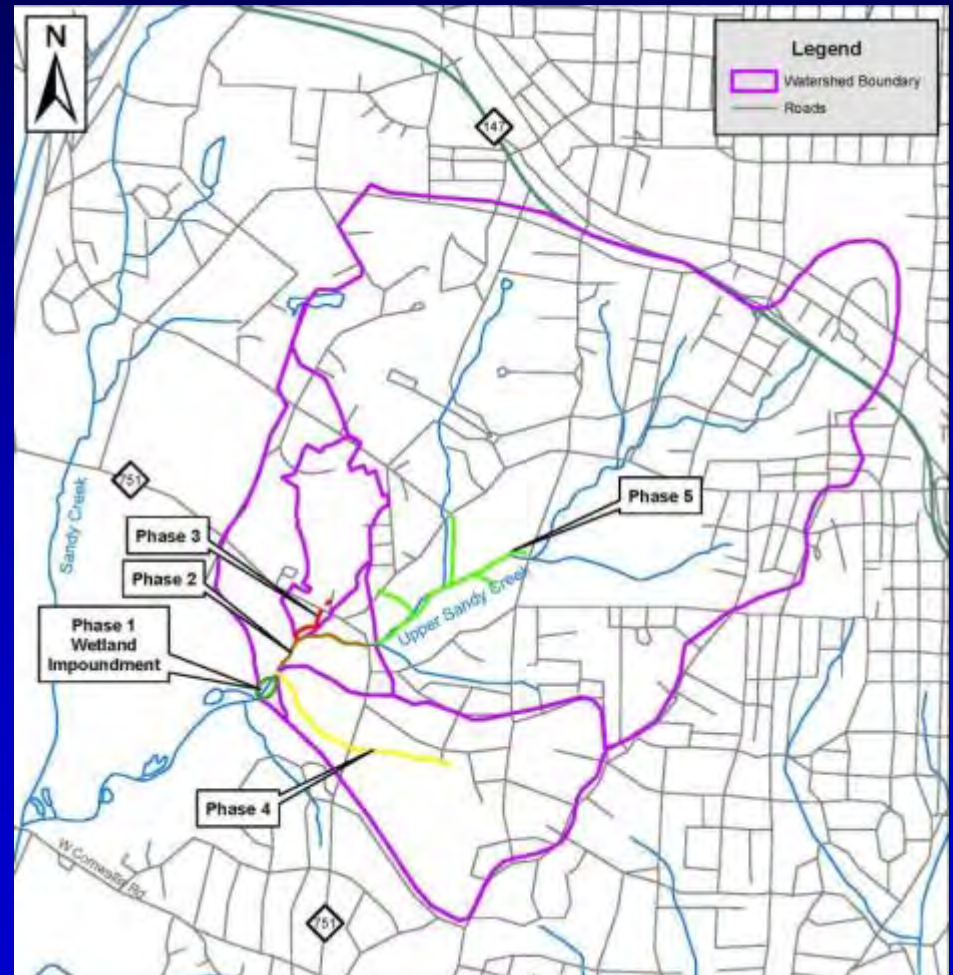 N
Legend
Watershed Boundary
Roads
147
751
Sandy Creek
Phase 5
Phase 3
Phase 2
Upper Sandy Creek
Phase 1
Wetland
Impoundment
Phase 4
W Cornwallis Rd
751